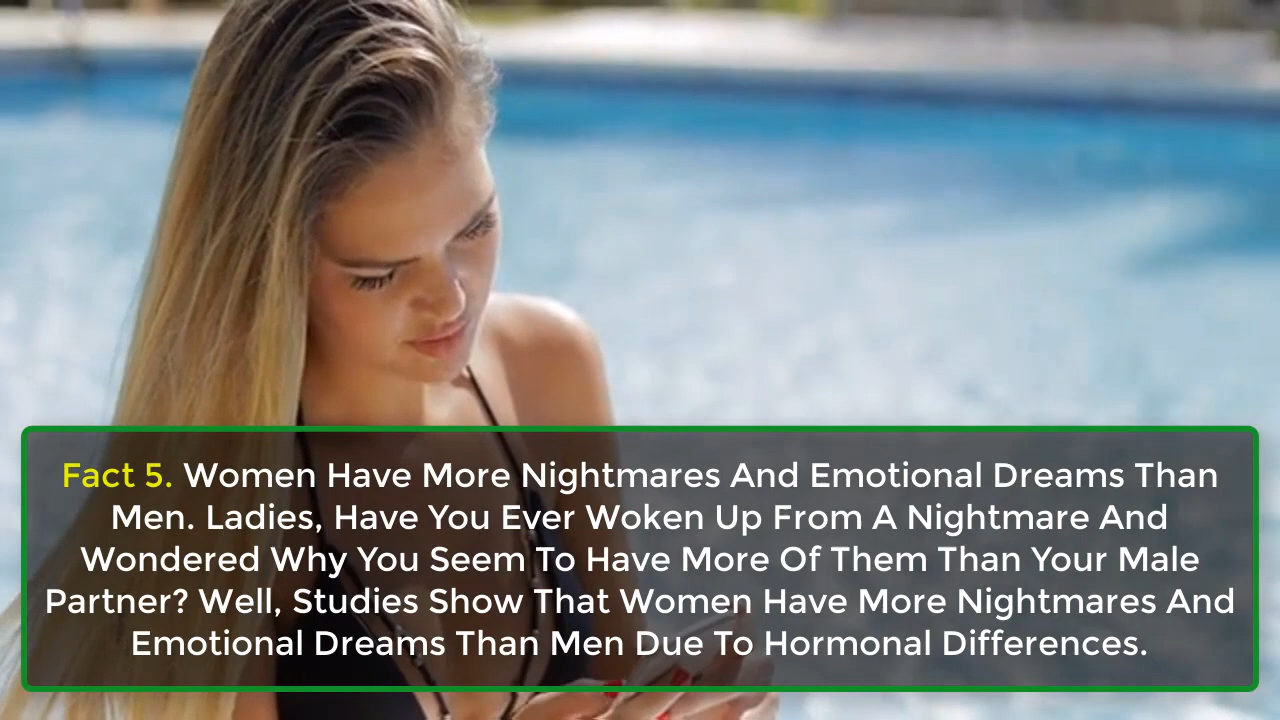 Fact 5. Women Have More Nightmares And Emotional Dreams Than
Men. Ladies, Have You Ever Woken Up From A Nightmare And
Wondered Why You Seem To Have More Of Them Than Your Male
Partner? Well, Studies Show That Women Have More Nightmares And
Emotional Dreams Than Men Due To Hormonal Differences.